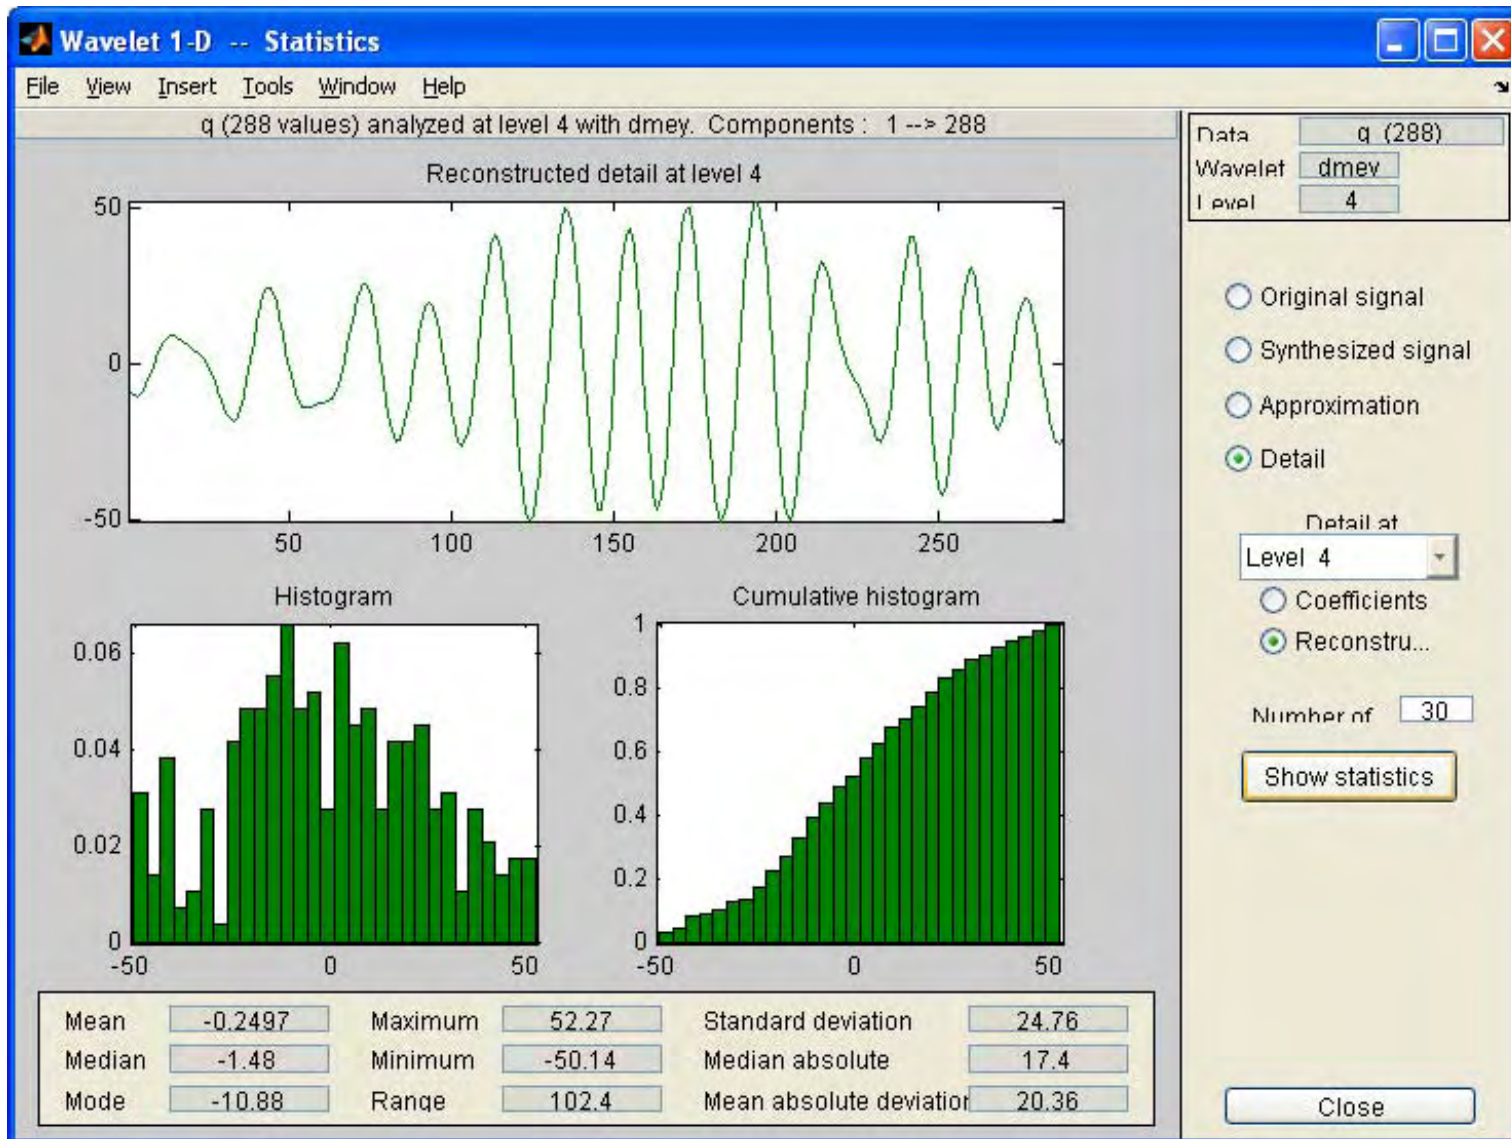 Wavelet 1-D -- Statistics
File View Insert Tools Window Help
q (288 values) analyzed at level 4 with dmey. Components : 1 --> 288
Reconstructed detail at level 4
50
0
-50
50 100 150 200 250
Histogram
0.06
0.04
0.02
0
-50 0 50
Cumulative histogram
1
0.8
0.6
0.4
0.2
0
-50 0 50
Mean -0.2497 Maximum 52.27 Standard deviation 24.76
Median -1.48 Minimum -50.14 Median absolute 17.4
Mode -10.88 Range 102.4 Mean absolute deviation 20.36
Data q (288)
Wavelet dmey
Level 4
Original signal
Synthesized signal
Approximation
Detail
Detail at
Level 4
Coefficients
Reconstru...
Number of 30
Show statistics
Close